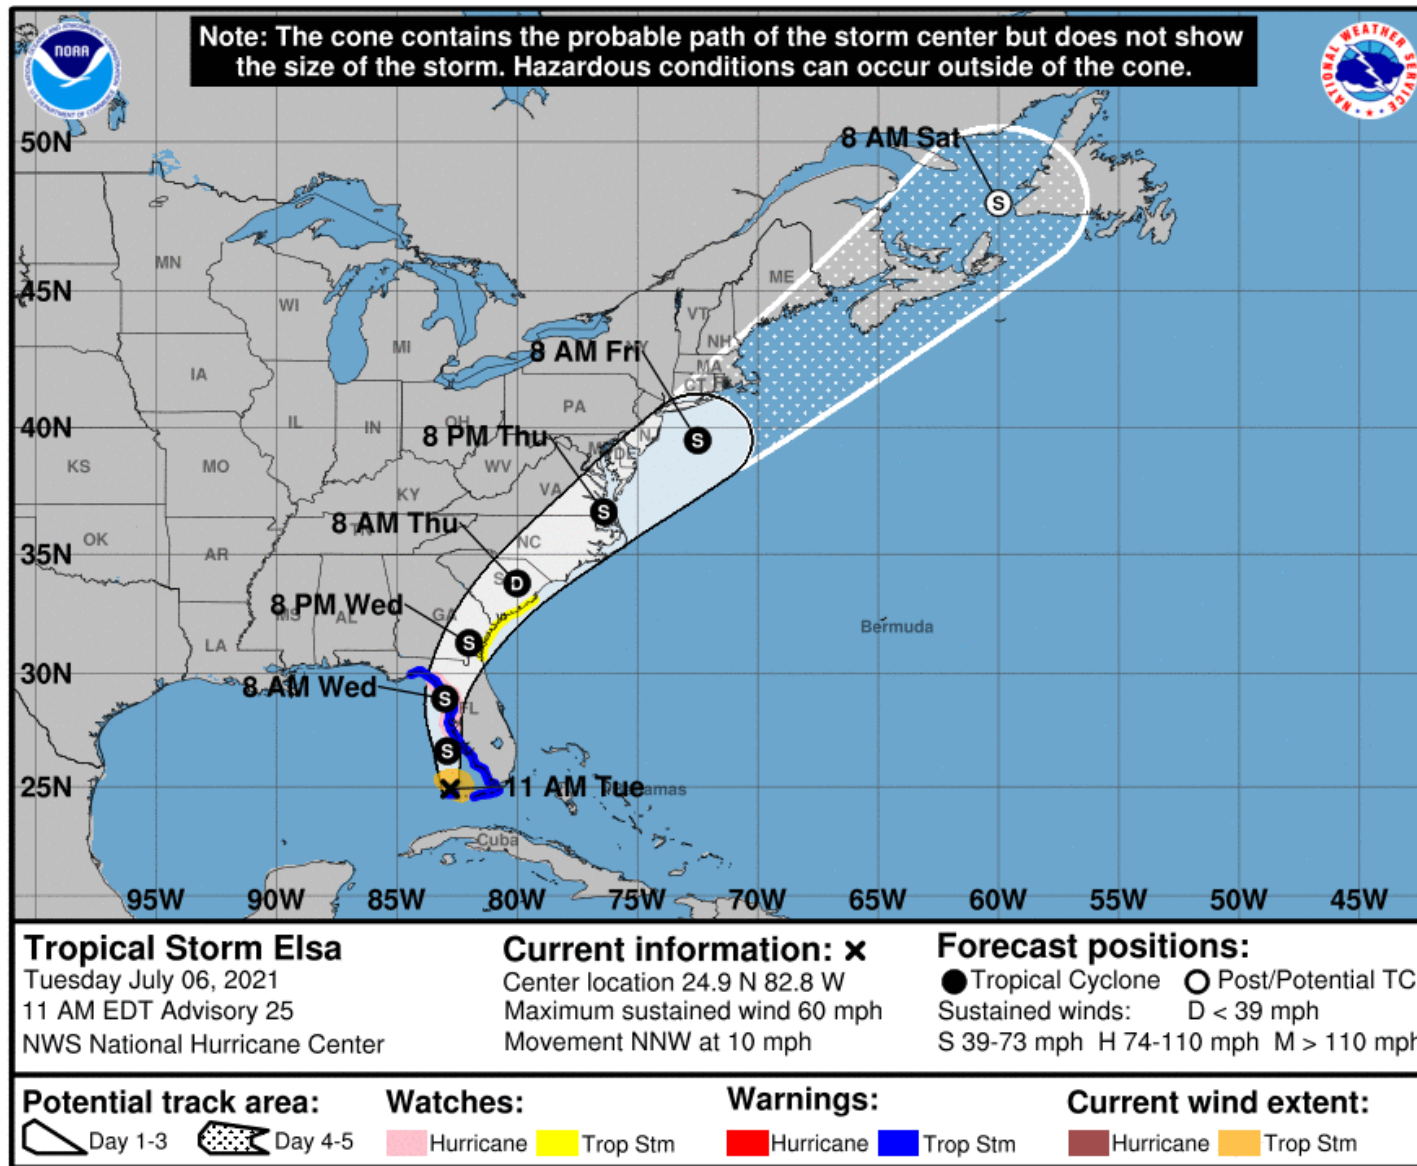 Note: The cone contains the probable path of the storm center but does not show
the size of the storm. Hazardous conditions can occur outside of the cone.
NOAA
NATIONAL WEATHER SERVICE
50N
8 AM Sat
S
MN
ME
45N
WI
VT
NH
MI
8 AM Fri
NY
MA
CT
IA
PA
40N
IL
IN
OH
8 PM Thu
NJ
S
KS
MO
WV
DE
KY
VA
S
8 AM Thu
TN
OK
AR
NC
35N
D
8 PM Wed
MS
AL
GA
S
Bermuda
LA
30N
8 AM Wed
S
FL
S
25N
11 AM Tue
Bahamas
Cuba
95W 90W 85W 80W 75W 70W 65W 60W 55W 50W 45W
Tropical Storm Elsa
Tuesday July 06, 2021
11 AM EDT Advisory 25
NWS National Hurricane Center
Current information: ×
Center location 24.9 N 82.8 W
Maximum sustained wind 60 mph
Movement NNW at 10 mph
Forecast positions:
Tropical Cyclone Post/Potential TC
Sustained winds: D < 39 mph
S 39-73 mph H 74-110 mph M > 110 mph
Potential track area:
Day 1-3 Day 4-5
Watches:
Hurricane Trop Stm
Warnings:
Hurricane Trop Stm
Current wind extent:
Hurricane Trop Stm